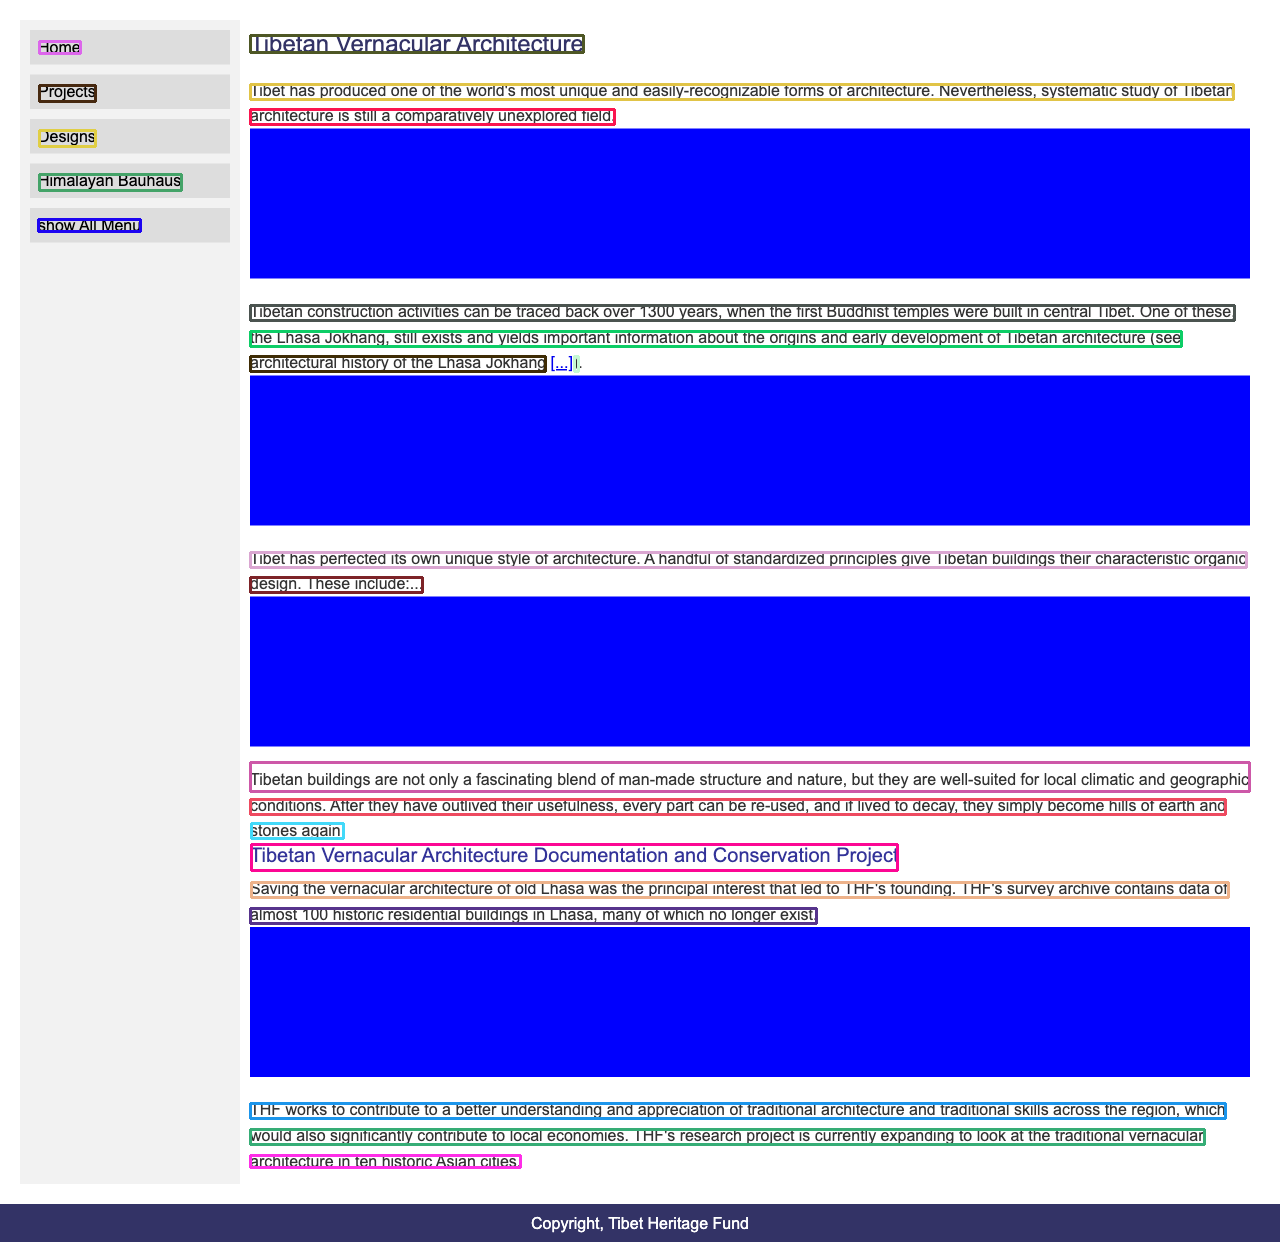 Home
Projects
Designs
Himalayan Bauhaus
show All Menu
Tibetan Vernacular Architecture
Tibet has produced one of the world's most unique and easily-recognizable forms of architecture. Nevertheless, systematic study of Tibetan
architecture is still a comparatively unexplored field.
Tibetan construction activities can be traced back over 1300 years, when the first Buddhist temples were built in central Tibet. One of these,
the Lhasa Jokhang, still exists and yields important information about the origins and early development of Tibetan architecture (see
architectural history of the Lhasa Jokhang [...] ).
Tibet has perfected its own unique style of architecture. A handful of standardized principles give Tibetan buildings their characteristic organic
design. These include:...
Tibetan buildings are not only a fascinating blend of man-made structure and nature, but they are well-suited for local climatic and geographic
conditions. After they have outlived their usefulness, every part can be re-used, and if lived to decay, they simply become hills of earth and
stones again.
Tibetan Vernacular Architecture Documentation and Conservation Project
Saving the vernacular architecture of old Lhasa was the principal interest that led to THF's founding. THF's survey archive contains data of
almost 100 historic residential buildings in Lhasa, many of which no longer exist.
THF works to contribute to a better understanding and appreciation of traditional architecture and traditional skills across the region, which
would also significantly contribute to local economies. THF's research project is currently expanding to look at the traditional vernacular
architecture in ten historic Asian cities.
Copyright, Tibet Heritage Fund